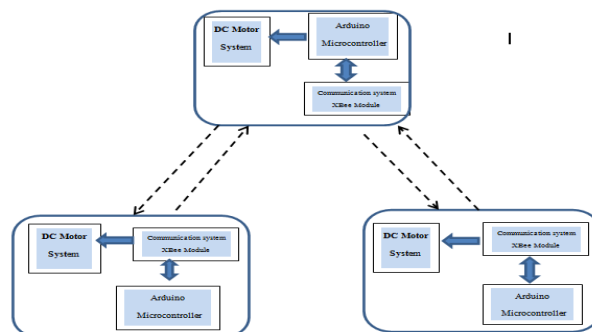 DC Motor
System
Arduino
Microcontroller
Communication system
XBee Module
DC Motor
System
Communication system
XBee Module
Arduino
Microcontroller
DC Motor
System
Communication system
XBee Module
Arduino
Microcontroller